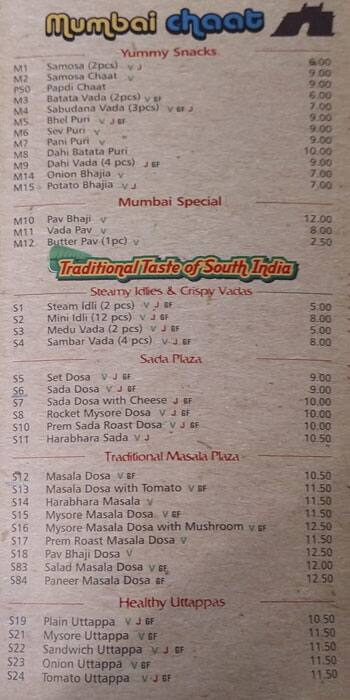 Mumbai chaat
Yummy Snacks
M1 Samosa (2pcs) V J 6.00
M2 Samosa Chaat V 9.00
P50 Papdi Chaat 9.00
M3 Batata Vada (2pcs) V GF 6.00
M4 Sabudana Vada (3pcs) V GF J 7.00
M5 Bhel Puri V J GF 9.00
M6 Sev Puri V 9.00
M7 Pani Puri V 9.00
M8 Dahi Batata Puri 10.00
M9 Dahi Vada (4 pcs) J GF 9.00
M14 Onion Bhajia V 7.00
M15 Potato Bhajia V J 7.00
Mumbai Special
M10 Pav Bhaji V 12.00
M11 Vada Pav V 8.00
M12 Butter Pav (1pc) V 2.50
Traditional Taste of South India
Steamy Idlies & Crispy Vadas
S1 Steam Idli (2 pcs) V J GF 5.00
S2 Mini Idli (12 pcs) V J GF 8.00
S3 Medu Vada (2 pcs) V J GF 5.00
S4 Sambar Vada (4 pcs) V J GF 8.00
Sada Plaza
S5 Set Dosa V J GF 9.00
S6 Sada Dosa V J GF 9.00
S7 Sada Dosa with Cheese J GF 10.00
S8 Rocket Mysore Dosa V J GF 10.00
S10 Prem Sada Roast Dosa V J GF 10.00
S11 Harabhara Sada V J 10.50
Traditional Masala Plaza
S12 Masala Dosa V GF 10.50
S13 Masala Dosa with Tomato V GF 11.50
S14 Harabhara Masala V 11.50
S15 Mysore Masala Dosa V GF 11.50
S16 Mysore Masala Dosa with Mushroom V GF 12.50
S17 Prem Roast Masala Dosa V 11.50
S18 Pav Bhaji Dosa V 12.50
S83 Salad Masala Dosa V GF 12.00
S84 Paneer Masala Dosa GF 12.50
Healthy Uttappas
S19 Plain Uttappa V J GF 10.50
S21 Mysore Uttappa V GF 11.50
S22 Sandwich Uttappa V J GF 11.50
S23 Onion Uttappa V GF 11.50
S24 Tomato Uttappa V J GF 11.50